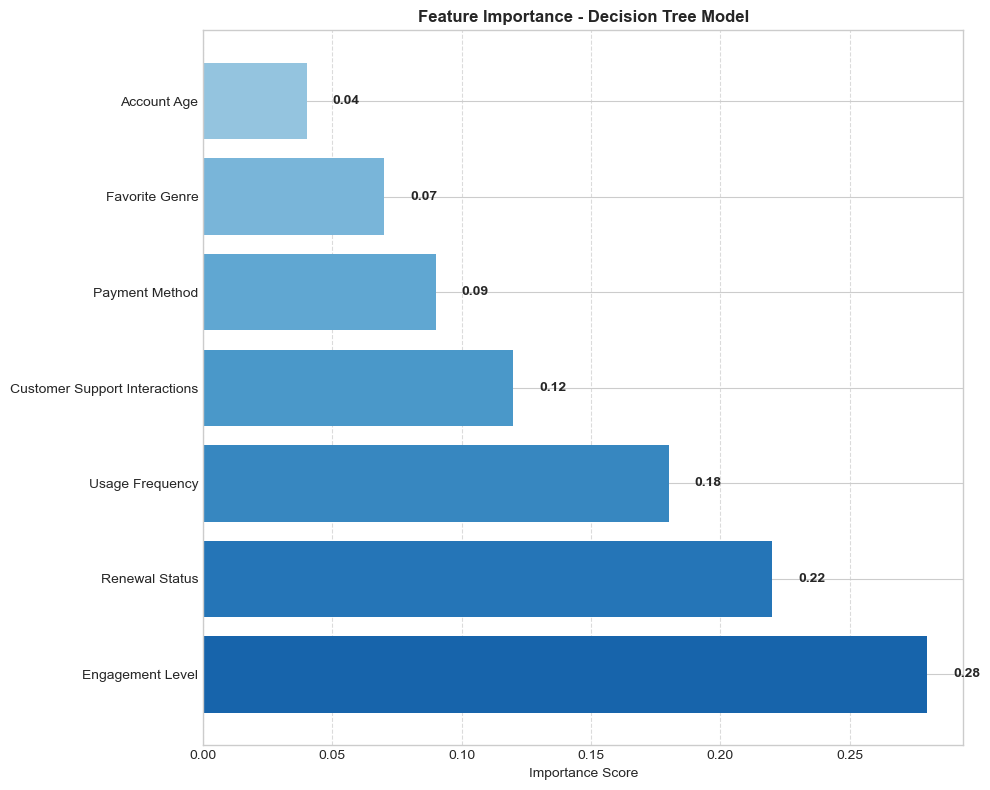 Feature Importance - Decision Tree Model
Account Age
0.04
Favorite Genre
0.07
Payment Method
0.09
Customer Support Interactions
0.12
Usage Frequency
0.18
Renewal Status
0.22
Engagement Level
0.28
0.00 0.05 0.10 0.15 0.20 0.25
Importance Score